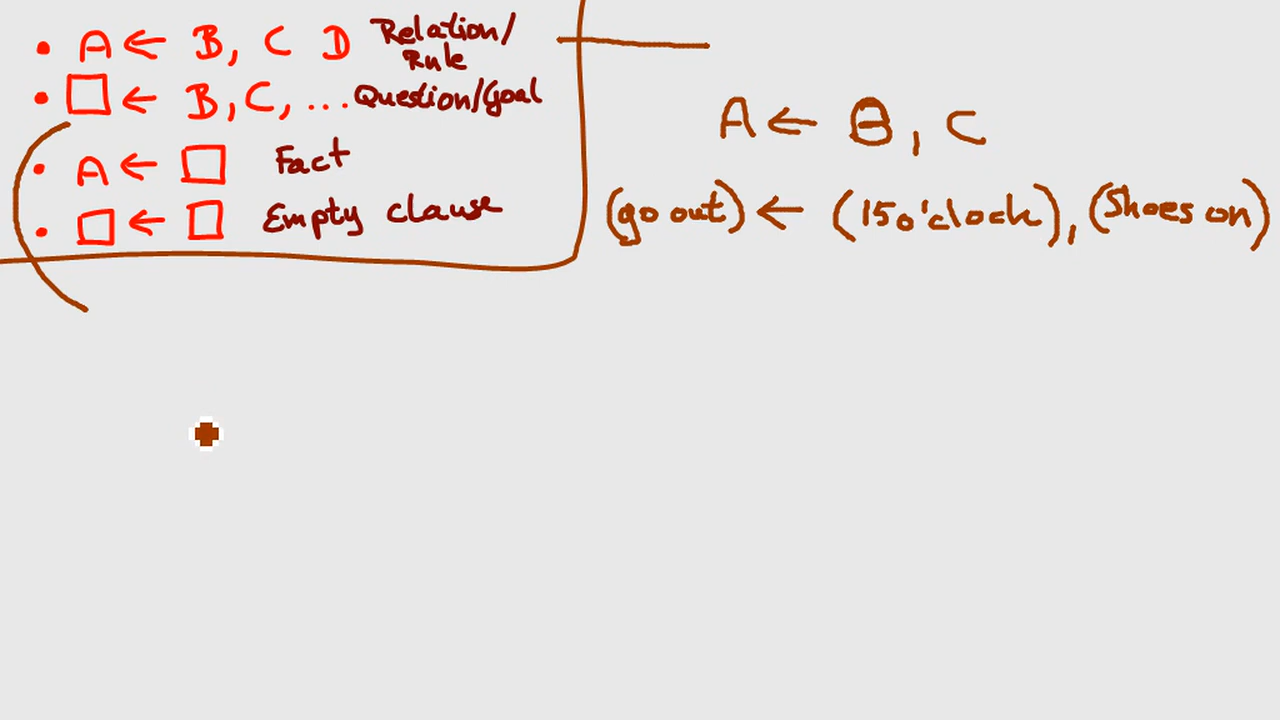 • A ← B, C D Relation/
Rule
• □ ← B, C, ... Question/Goal
• A ← □ Fact
• □ ← □ Empty clause
A ← B, C
(go out) ← (15 o'clock), (Shoes on)